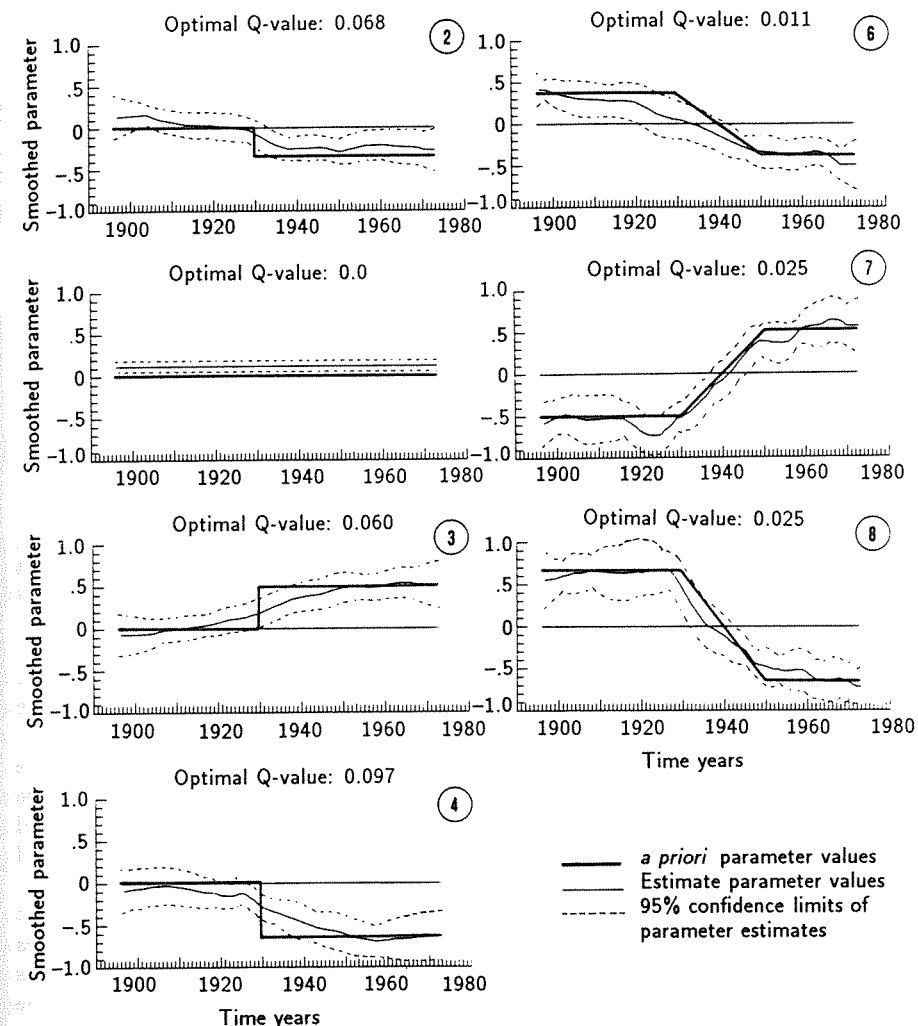 Optimal Q-value: 0.068
2
Smoothed parameter
1.0
.5
0
-.5
-1.0
1900 1920 1940 1960 1980
Optimal Q-value: 0.011
6
1.0
.5
0
-.5
-1.0
1900 1920 1940 1960 1980
Optimal Q-value: 0.0
Smoothed parameter
1.0
.5
0
-.5
-1.0
1900 1920 1940 1960 1980
Optimal Q-value: 0.025
7
1.0
.5
0
-.5
-1.0
1900 1920 1940 1960 1980
Optimal Q-value: 0.060
3
Smoothed parameter
1.0
.5
0
-.5
-1.0
1900 1920 1940 1960 1980
Optimal Q-value: 0.025
8
1.0
.5
0
-.5
-1.0
1900 1920 1940 1960 1980
Time years
Optimal Q-value: 0.097
4
Smoothed parameter
1.0
.5
0
-.5
-1.0
1900 1920 1940 1960 1980
Time years
a priori parameter values
Estimate parameter values
95% confidence limits of
parameter estimates